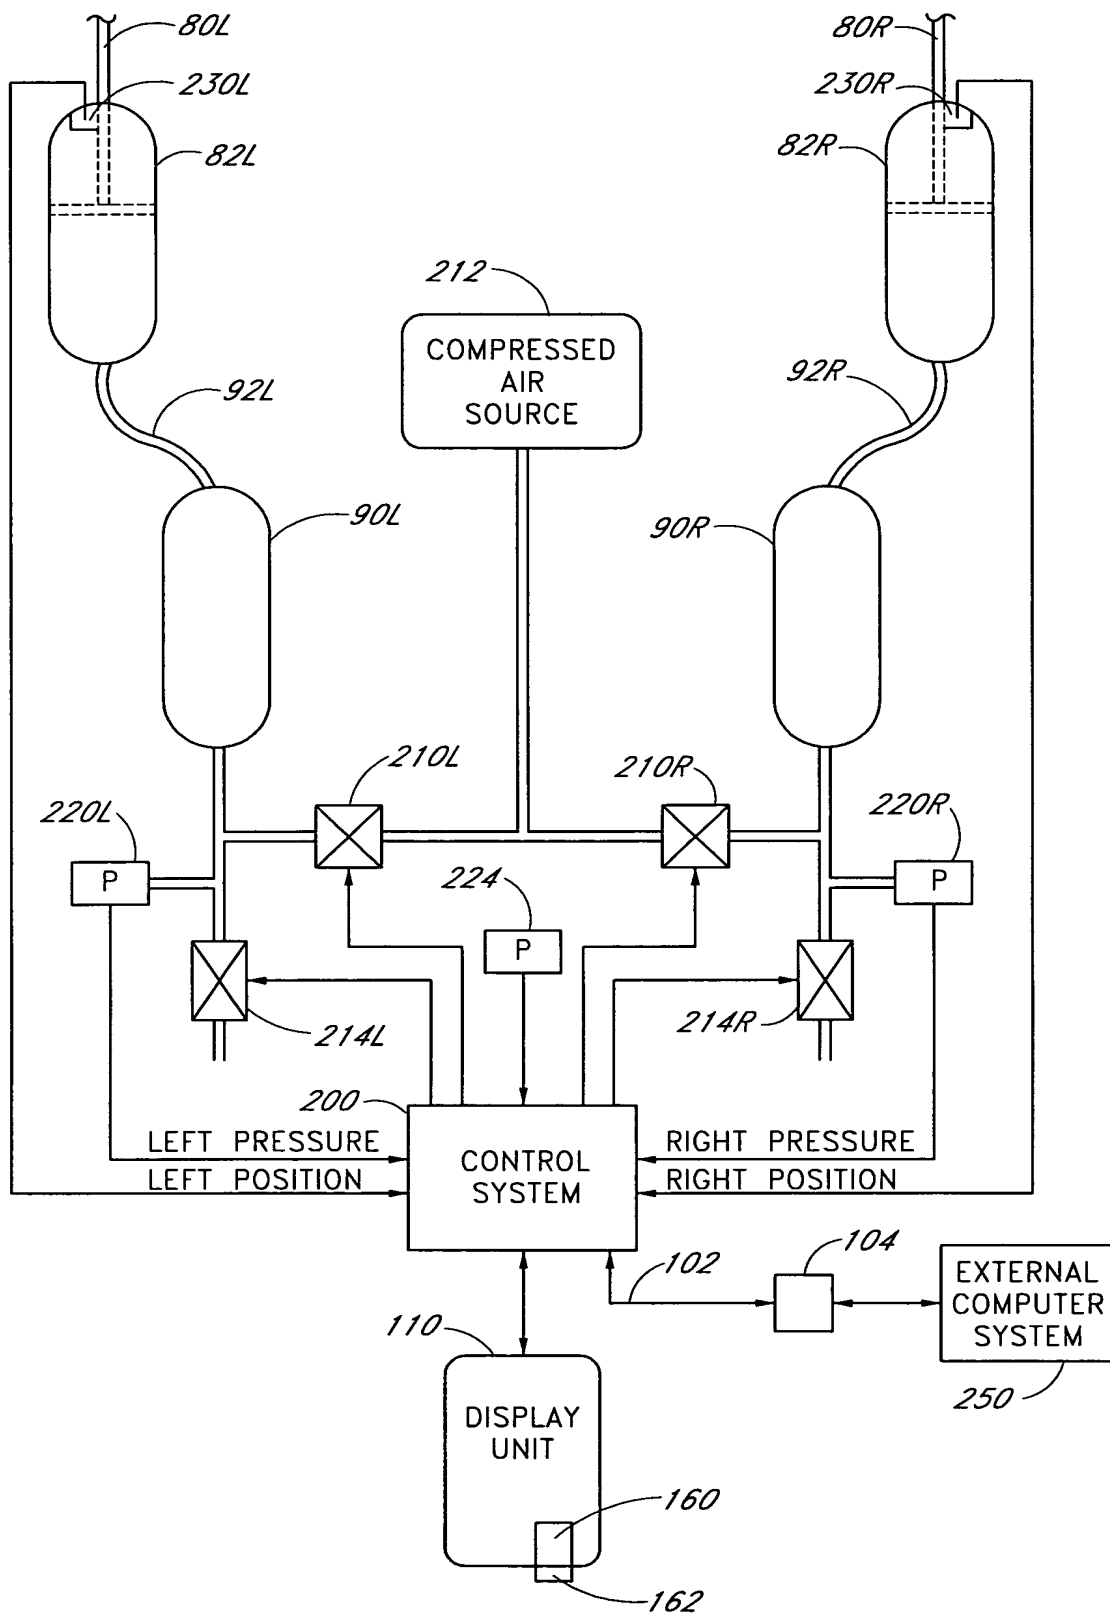 80L
80R
230L
230R
82L
82R
212
COMPRESSED
AIR
SOURCE
92L
92R
90L
90R
210L
210R
220L
220R
P
P
224
P
214L
214R
200
LEFT PRESSURE
RIGHT PRESSURE
CONTROL
SYSTEM
LEFT POSITION
RIGHT POSITION
102
104
EXTERNAL
COMPUTER
SYSTEM
110
250
DISPLAY
UNIT
160
162